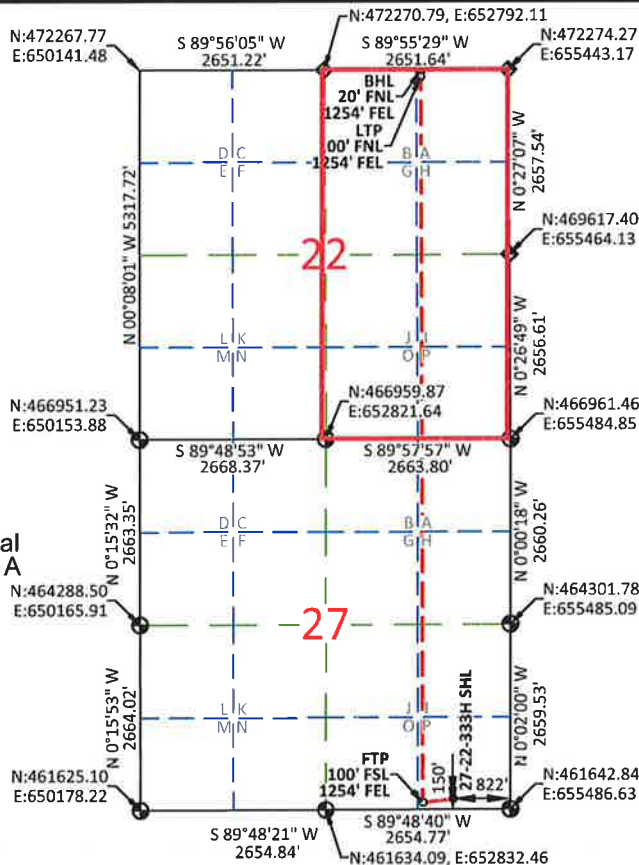 N:472270.79, E:652792.11
N:472267.77
E:650141.48
S 89°56'05" W
2651.22'
S 89°55'29" W
2651.64'
N:472274.27
E:655443.17
BHL
20' FNL
1254' FEL
LTP
00' FNL
1254' FEL
D C
E F
B A
G H
N 00°08'01" W 5317.72'
N 0°27'07" W
2657.54'
22
N:469617.40
E:655464.13
L K
M N
J I
O P
N 0°26'49" W
2656.61'
N:466951.23
E:650153.88
N:466959.87
E:652821.64
N:466961.46
E:655484.85
S 89°48'53" W
2668.37'
S 89°57'57" W
2663.80'
D C
E F
B A
G H
N 0°15'32" W
2663.35'
N 0°00'18" W
2660.26'
al
A
N:464288.50
E:650165.91
27
N:464301.78
E:655485.09
L K
M N
J I
O P
N 0°15'53" W
2664.02'
N 0°02'00" W
2659.53'
27-22-333H SHL
FTP
100' FSL
1254' FEL
150'
822'
N:461625.10
E:650178.22
N:461642.84
E:655486.63
S 89°48'21" W
2654.84'
S 89°48'40" W
2654.77'
N:461634.09, E:652832.46